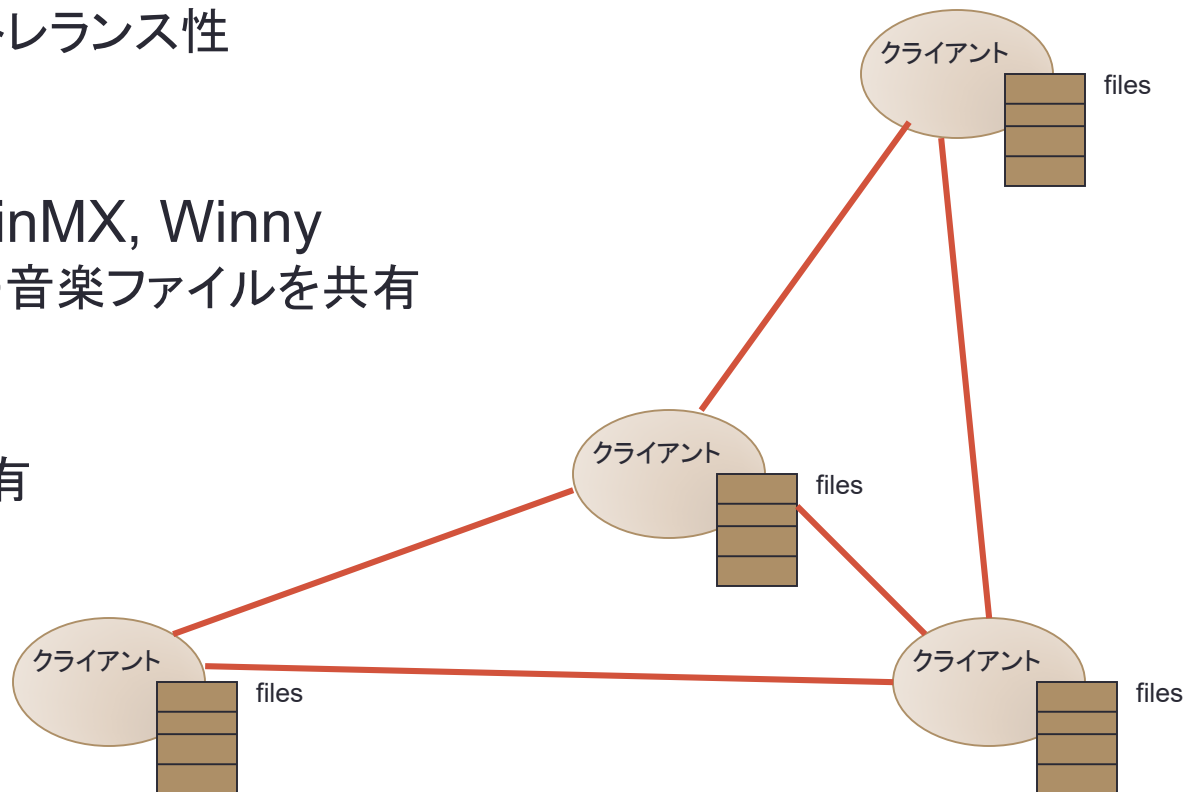 トレランス性
inMX, Winny
音楽ファイルを共有
有
クライアント
files
クライアント
files
クライアント
files
クライアント
files